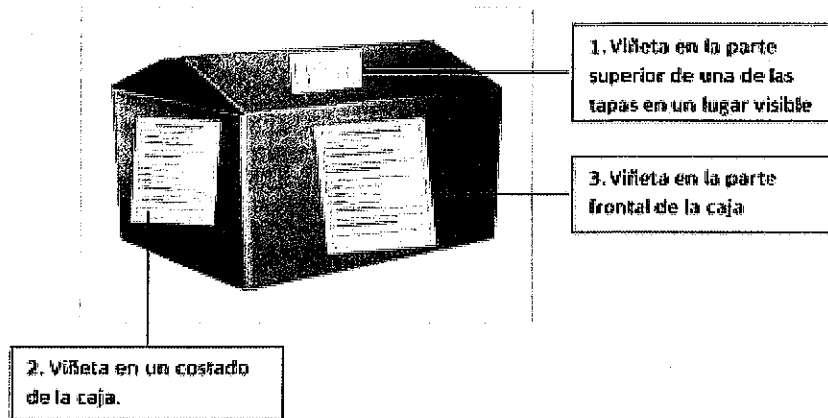 1. Viñeta en la parte
superior de una de las
tapas en un lugar visible
3. Viñeta en la parte
frontal de la caja
2. Viñeta en un costado
de la caja.